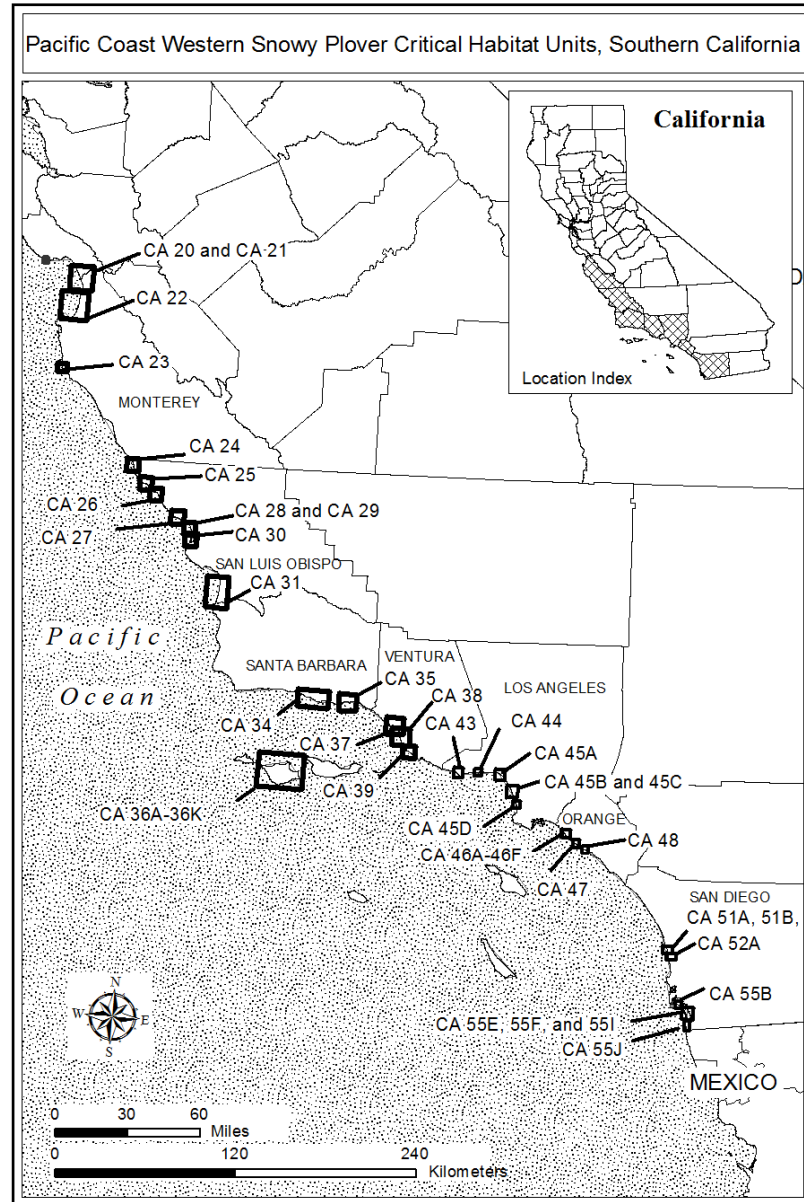 Pacific Coast Western Snowy Plover Critical Habitat Units, Southern California
California
Location Index
CA 20 and CA 21
CA 22
CA 23
MONTEREY
CA 24
CA 25
CA 26
CA 28 and CA 29
CA 27
CA 30
SAN LUIS OBISPO
CA 31
Pacific
Ocean
SANTA BARBARA
VENTURA
CA 35
LOS ANGELES
CA 38
CA 34
CA 43
CA 44
CA 37
CA 45A
CA 39
CA 45B and 45C
CA 36A-36K
CA 45D
ORANGE
CA 46A-46F
CA 48
CA 47
SAN DIEGO
CA 51A, 51B,
CA 52A
CA 55B
CA 55E, 55F, and 55I
CA 55J
MEXICO
N
W E
S
0 30 60
Miles
0 120 240
Kilometers